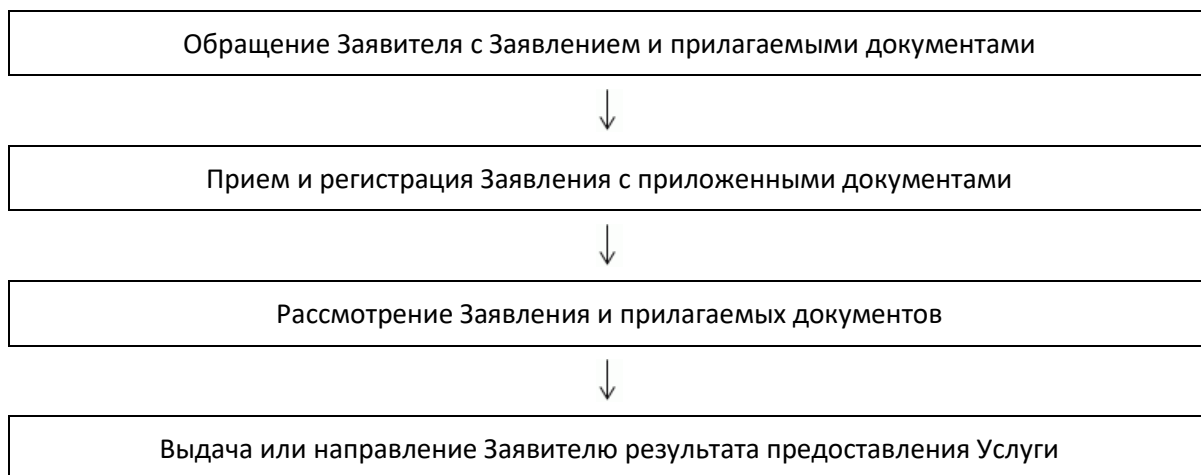 Обращение Заявителя с Заявлением и прилагаемыми документами
Прием и регистрация Заявления с приложенными документами
Рассмотрение Заявления и прилагаемых документов
Выдача или направление Заявителю результата предоставления Услуги